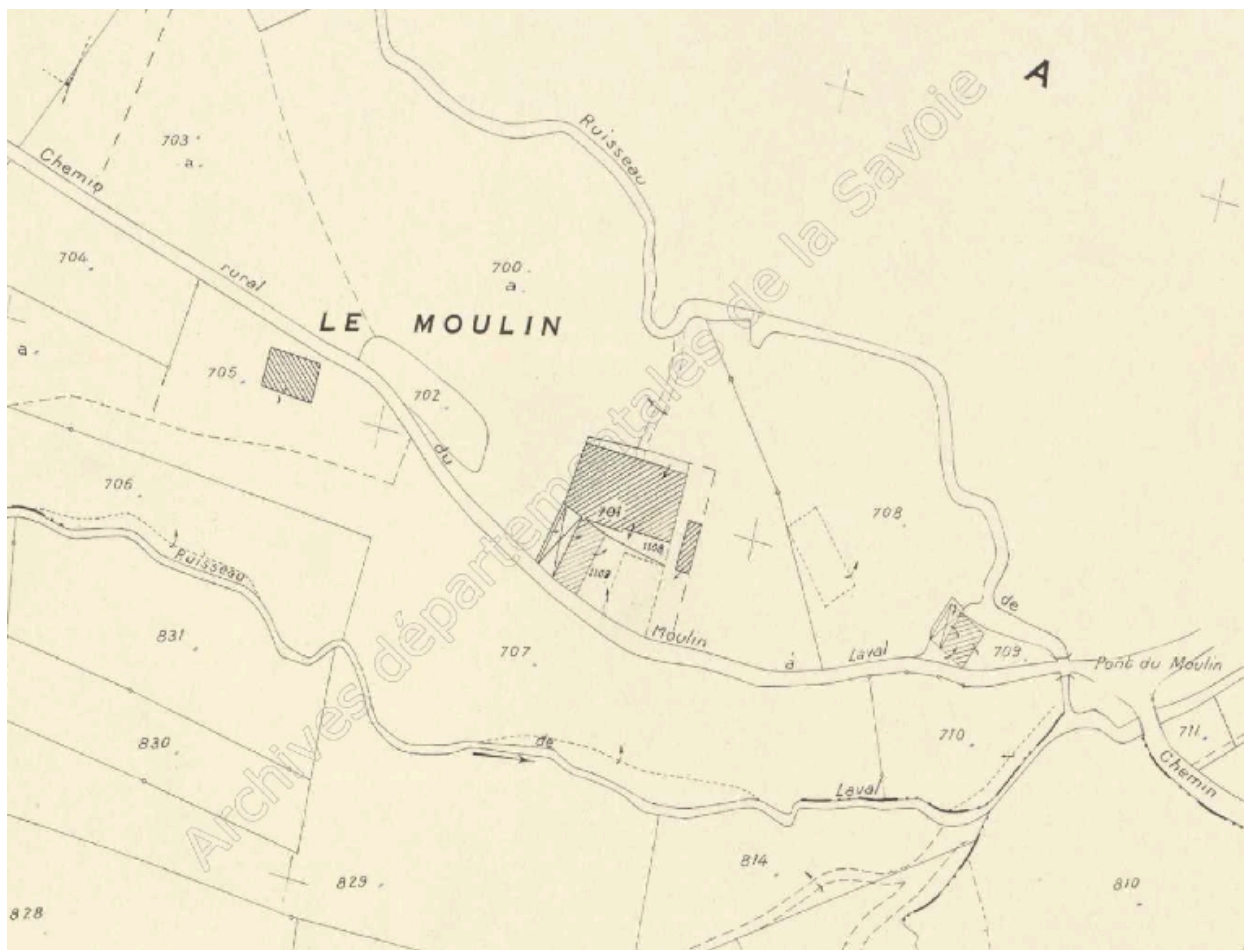 A
Ruisseau
703
a
Chemin
rural
704
700
a
LE MOULIN
a
705
702
du
706
701
1108
1109
708
Ruisseau
831
707
Moulin
à
Laval
de
709
Pont du Moulin
830
de
710
711
Chemin
Laval
829
814
810
828
Archives départementales de la Savoie